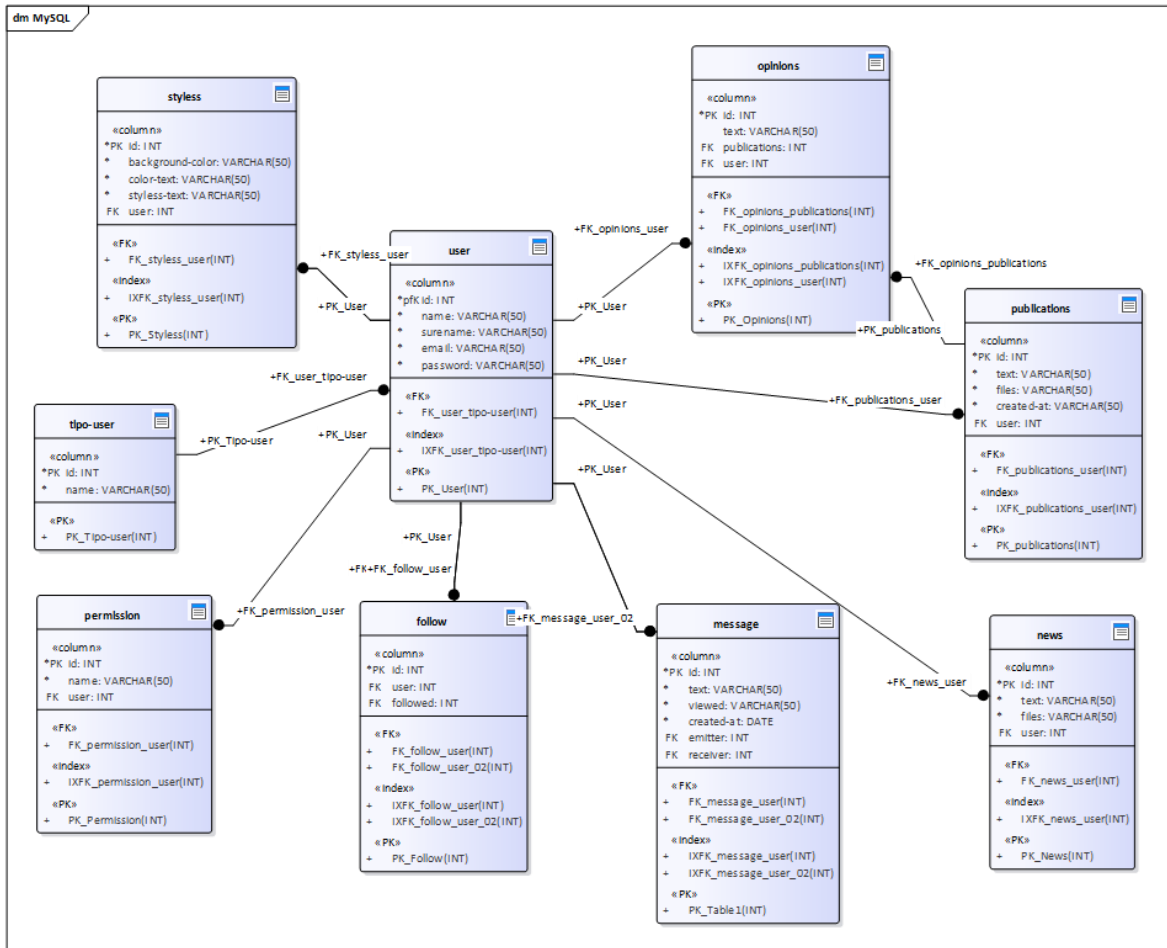 dm MySQL
styless
«column»
*PK id: INT
* background-color: VARCHAR(50)
* color-text: VARCHAR(50)
* styless-text: VARCHAR(50)
FK user: INT
«FK»
+ FK_styless_user(INT)
«index»
+ IXFK_styless_user(INT)
«PK»
+ PK_Styless(INT)
opinions
«column»
*PK id: INT
text: VARCHAR(50)
FK publications: INT
FK user: INT
«FK»
+ FK_opinions_publications(INT)
+ FK_opinions_user(INT)
«index»
+ IXFK_opinions_publications(INT)
+ IXFK_opinions_user(INT)
«PK»
+ PK_Opinions(INT)
user
«column»
*pfK id: INT
* name: VARCHAR(50)
* surename: VARCHAR(50)
* email: VARCHAR(50)
* password: VARCHAR(50)
«FK»
+ FK_user_tipo-user(INT)
«index»
+ IXFK_user_tipo-user(INT)
«PK»
+ PK_User(INT)
publications
«column»
*PK id: INT
* text: VARCHAR(50)
* files: VARCHAR(50)
* created-at: VARCHAR(50)
FK user: INT
«FK»
+ FK_publications_user(INT)
«index»
+ IXFK_publications_user(INT)
«PK»
+ PK_publications(INT)
tipo-user
«column»
*PK id: INT
* name: VARCHAR(50)
«PK»
+ PK_Tipo-user(INT)
permission
«column»
*PK id: INT
* name: VARCHAR(50)
FK user: INT
«FK»
+ FK_permission_user(INT)
«index»
+ IXFK_permission_user(INT)
«PK»
+ PK_Permission(INT)
follow
«column»
*PK id: INT
FK user: INT
FK followed: INT
«FK»
+ FK_follow_user(INT)
+ FK_follow_user_02(INT)
«index»
+ IXFK_follow_user(INT)
+ IXFK_follow_user_02(INT)
«PK»
+ PK_Follow(INT)
message
«column»
*PK id: INT
* text: VARCHAR(50)
* viewed: VARCHAR(50)
* created-at: DATE
FK emitter: INT
FK receiver: INT
«FK»
+ FK_message_user(INT)
+ FK_message_user_02(INT)
«index»
+ IXFK_message_user(INT)
+ IXFK_message_user_02(INT)
«PK»
+ PK_Table1(INT)
news
«column»
*PK id: INT
* text: VARCHAR(50)
* files: VARCHAR(50)
FK user: INT
«FK»
+ FK_news_user(INT)
«index»
+ IXFK_news_user(INT)
«PK»
+ PK_News(INT)
+FK_styless_user
+PK_User
+FK_opinions_user
+PK_User
+FK_opinions_publications
+PK_publications
+PK_User
+FK_publications_user
+FK_user_tipo-user
+PK_Tipo-user
+PK_User
+FK_permission_user
+PK_User
+FK+FK_follow_user
+PK_User
+FK_message_user_02
+PK_User
+FK_news_user